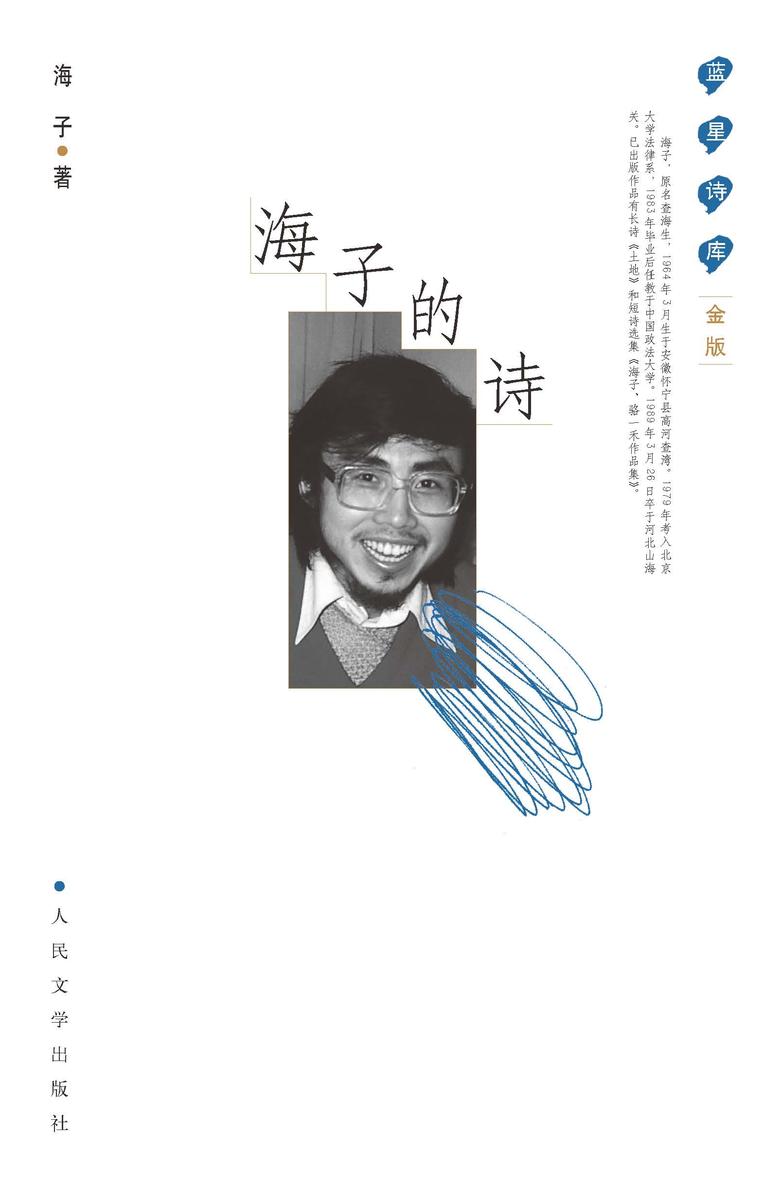 蓝星诗库
金版
海子，原名查海生，1964年3月生于安徽怀宁县高河查湾。1979年考入北京
大学法律系，1983年毕业后任教于中国政法大学。1989年3月26日卒于河北山海
关。已出版作品有长诗《土地》和短诗选集《海子、骆一禾作品集》。
海子的诗
海子●著
人民文学出版社